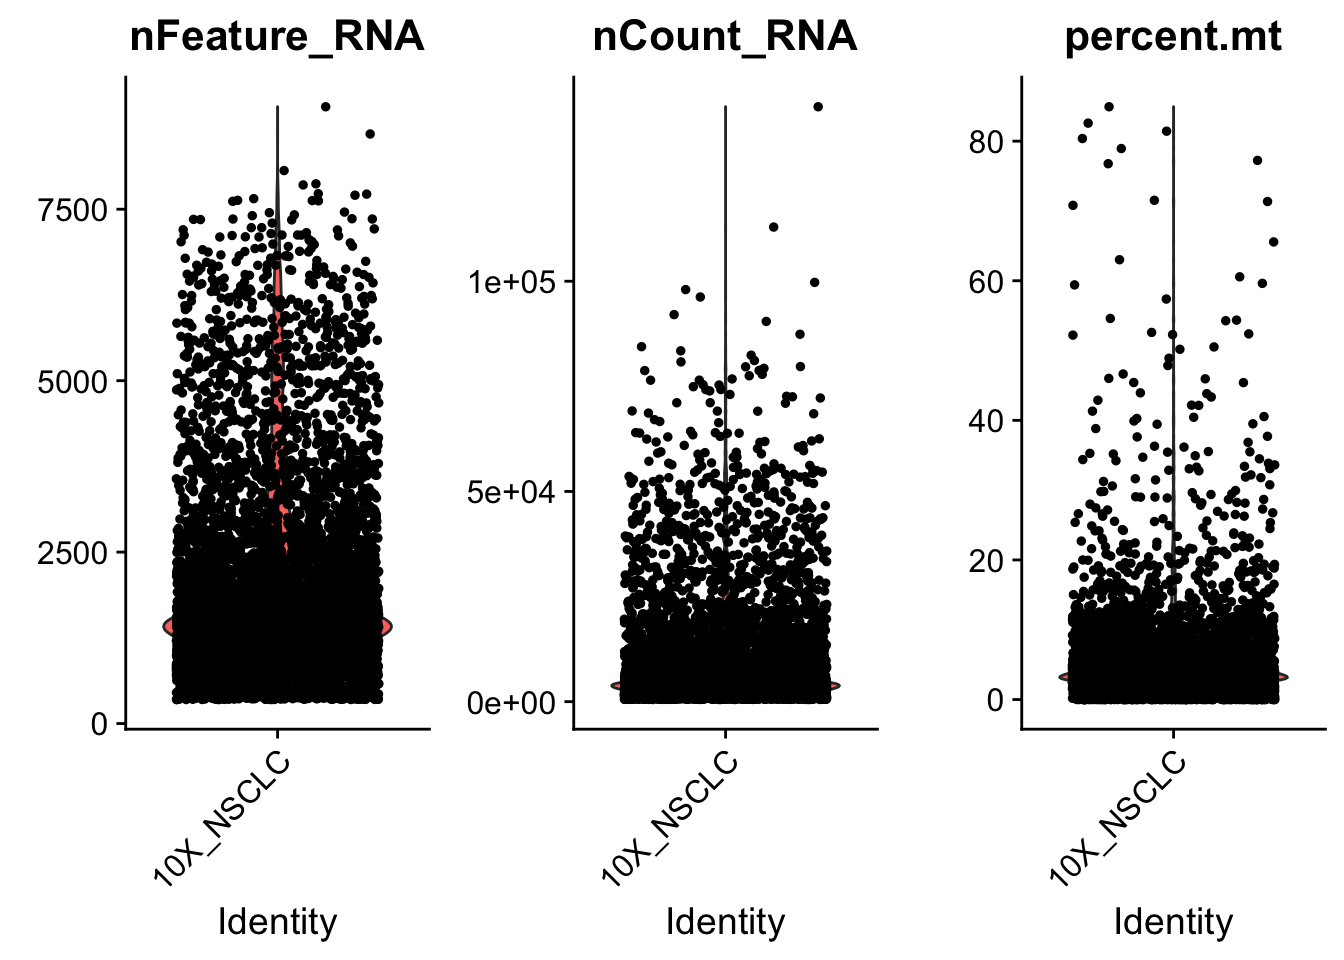 nFeature_RNA
7500
5000
2500
0
10X_NSCLC
Identity
nCount_RNA
1e+05
5e+04
0e+00
10X_NSCLC
Identity
percent.mt
80
60
40
20
0
10X_NSCLC
Identity